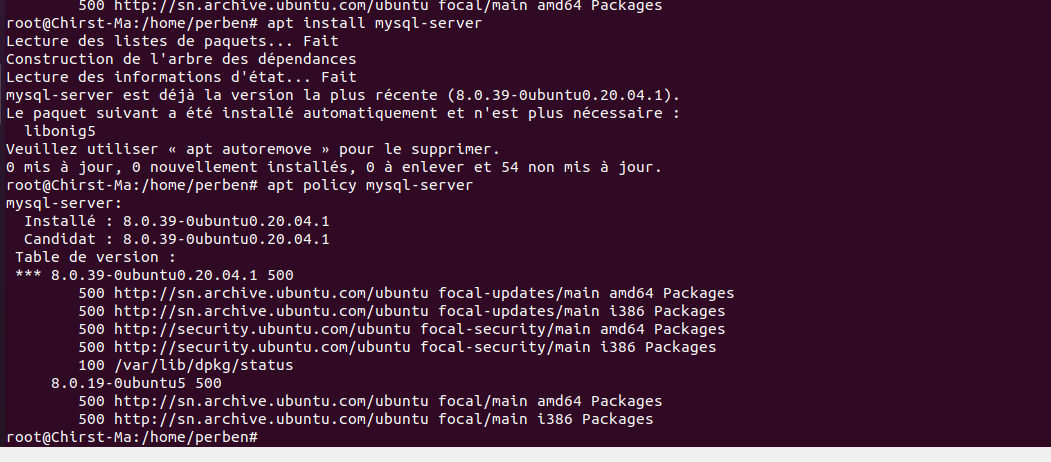 500 http://sn.archive.ubuntu.com/ubuntu focal/main amd64 Packages
root@Chirst-Ma:/home/perben# apt install mysql-server
Lecture des listes de paquets... Fait
Construction de l'arbre des dépendances
Lecture des informations d'état... Fait
mysql-server est déjà la version la plus récente (8.0.39-0ubuntu0.20.04.1).
Le paquet suivant a été installé automatiquement et n'est plus nécessaire :
  libonig5
Veuillez utiliser « apt autoremove » pour le supprimer.
0 mis à jour, 0 nouvellement installés, 0 à enlever et 54 non mis à jour.
root@Chirst-Ma:/home/perben# apt policy mysql-server
mysql-server:
  Installé : 8.0.39-0ubuntu0.20.04.1
  Candidat : 8.0.39-0ubuntu0.20.04.1
 Table de version :
 *** 8.0.39-0ubuntu0.20.04.1 500
        500 http://sn.archive.ubuntu.com/ubuntu focal-updates/main amd64 Packages
        500 http://sn.archive.ubuntu.com/ubuntu focal-updates/main i386 Packages
        500 http://security.ubuntu.com/ubuntu focal-security/main amd64 Packages
        500 http://security.ubuntu.com/ubuntu focal-security/main i386 Packages
        100 /var/lib/dpkg/status
     8.0.19-0ubuntu5 500
        500 http://sn.archive.ubuntu.com/ubuntu focal/main amd64 Packages
        500 http://sn.archive.ubuntu.com/ubuntu focal/main i386 Packages
root@Chirst-Ma:/home/perben#